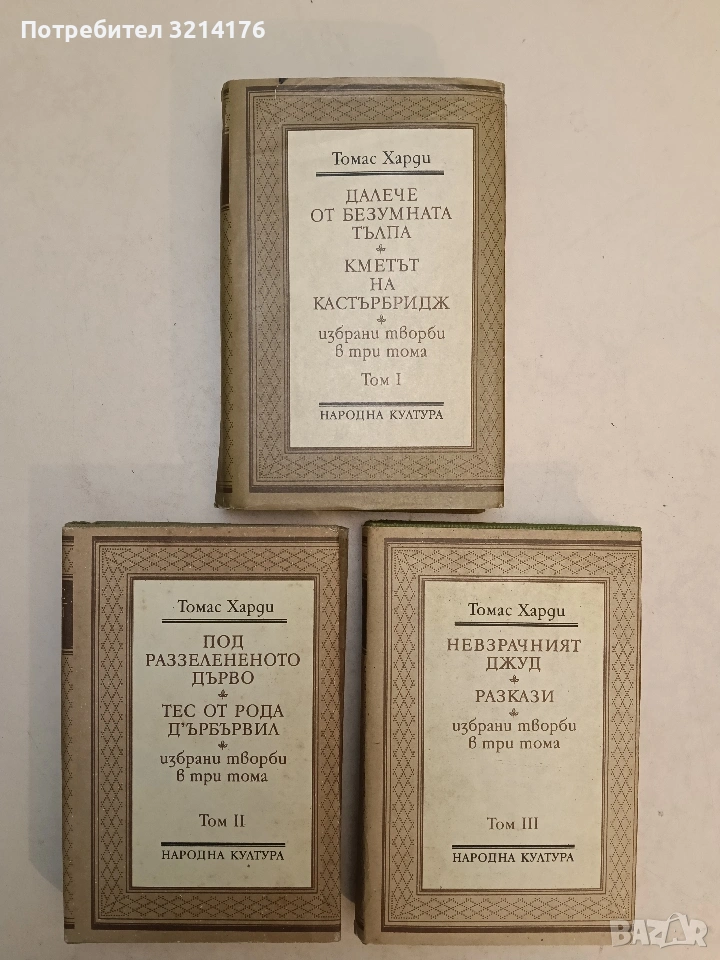 Потребител 3214176
Томас Харди
ДАЛЕЧЕ
ОТ БЕЗУМНАТА
ТЪЛПА
КМЕТЪТ
НА
КАСТЪРБРИДЖ
избрани творби
в три тома
Том I
НАРОДНА КУЛТУРА
Томас Харди
ПОД
РАЗЗЕЛЕНЕНОТО
ДЪРВО
ТЕС ОТ РОДА
Д'ЪРБЪРВИЛ
избрани творби
в три тома
Том II
НАРОДНА КУЛТУРА
Томас Харди
НЕВЗРАЧНИЯТ
ДЖУД
РАЗКАЗИ
избрани творби
в три тома
Том III
НАРОДНА КУЛТУРА
BAZAR